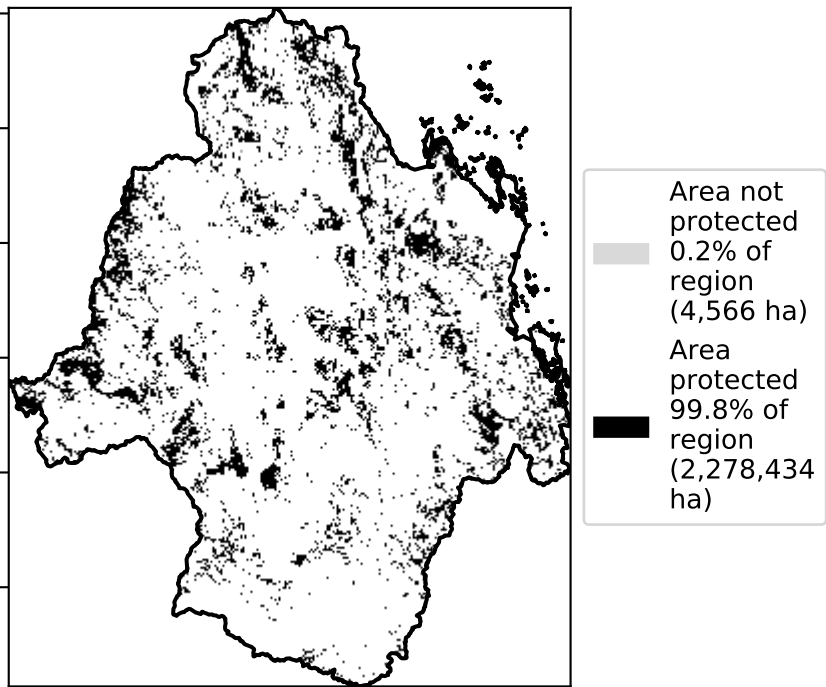 Area not
protected
0.2% of
region
(4,566 ha)
Area
protected
99.8% of
region
(2,278,434
ha)